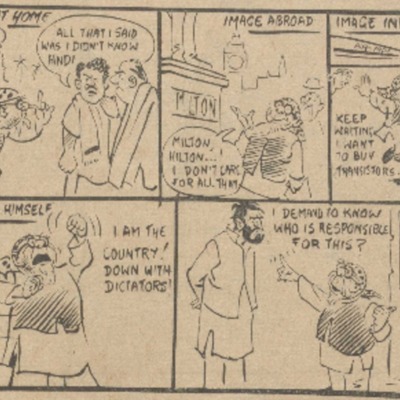 HOME
ALL THAT I SAID
WAS I DIDN'T KNOW
HINDI
IMAGE ABROAD
MILTON
MILTON,
HILTON...!
I DON'T CARE
FOR ALL THAT
IMAGE IN
KEEP
WAITING
I WANT
TO BUY
TRANSISTORS
HIMSELF
I AM THE
COUNTRY!
DOWN WITH
DICTATORS!
I DEMAND TO KNOW
WHO IS RESPONSIBLE
FOR THIS?